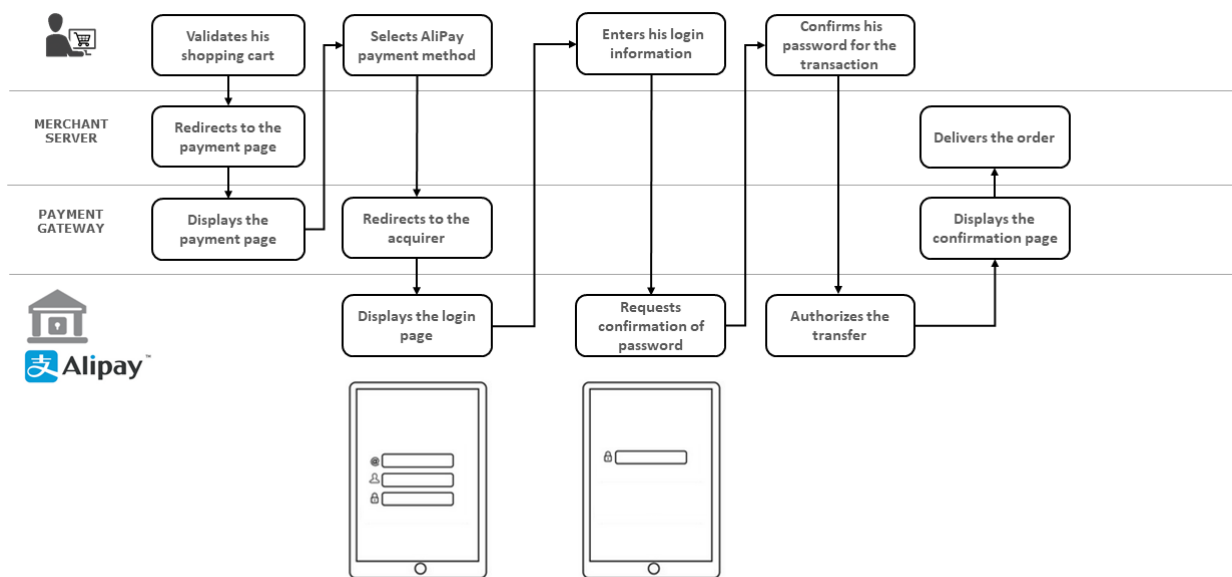 Validates his
shopping cart
Selects AliPay
payment method
Enters his login
information
Confirms his
password for the
transaction
MERCHANT
SERVER
Redirects to the
payment page
Delivers the order
PAYMENT
GATEWAY
Displays the
payment page
Redirects to the
acquirer
Displays the
confirmation page
Displays the login
page
Requests
confirmation of
password
Authorizes the
transfer
支 Alipay™
@